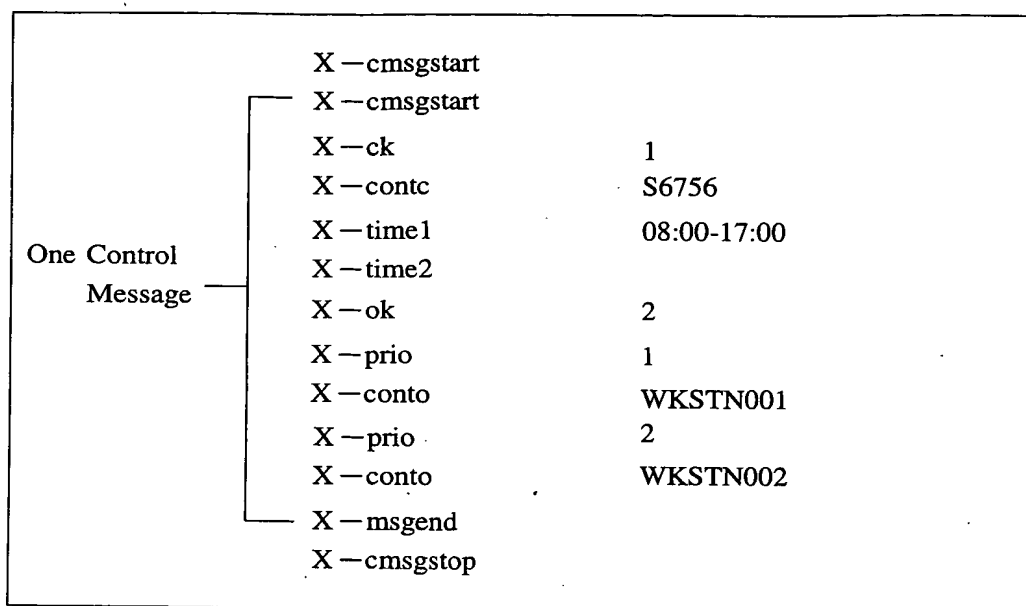 X —cmsgstart
X —cmsgstart
X —ck 1
X —contc S6756
X —time1 08:00-17:00
One Control
X —time2
Message
X —ok 2
X —prio 1
X —conto WKSTN001
X —prio 2
X —conto WKSTN002
X —msgend
X —cmsgstop